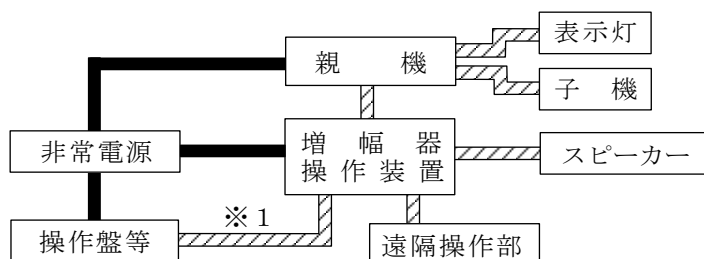 表示灯
親機
子機
非常電源
増幅器
操作装置
スピーカー
※1
操作盤等
遠隔操作部